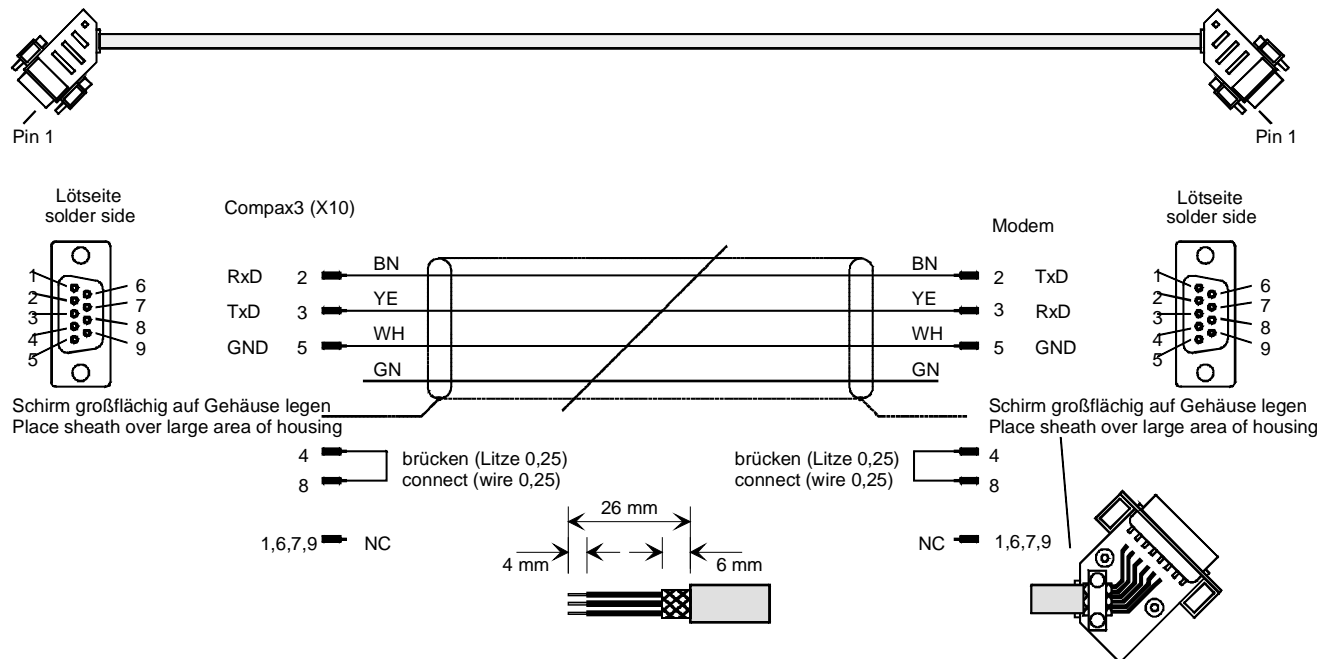 Pin 1
Pin 1
Lötseite
solder side
1
2
3
4
5
6
7
8
9
Compax3 (X10)
Modem
Lötseite
solder side
1
2
3
4
5
6
7
8
9
RxD 2 BN BN 2 TxD
TxD 3 YE YE 3 RxD
GND 5 WH WH 5 GND
GN GN
Schirm großflächig auf Gehäuse legen
Place sheath over large area of housing
Schirm großflächig auf Gehäuse legen
Place sheath over large area of housing
4
8
brücken (Litze 0,25)
connect (wire 0,25)
brücken (Litze 0,25)
connect (wire 0,25)
4
8
1,6,7,9 NC
26 mm
4 mm
6 mm
NC 1,6,7,9